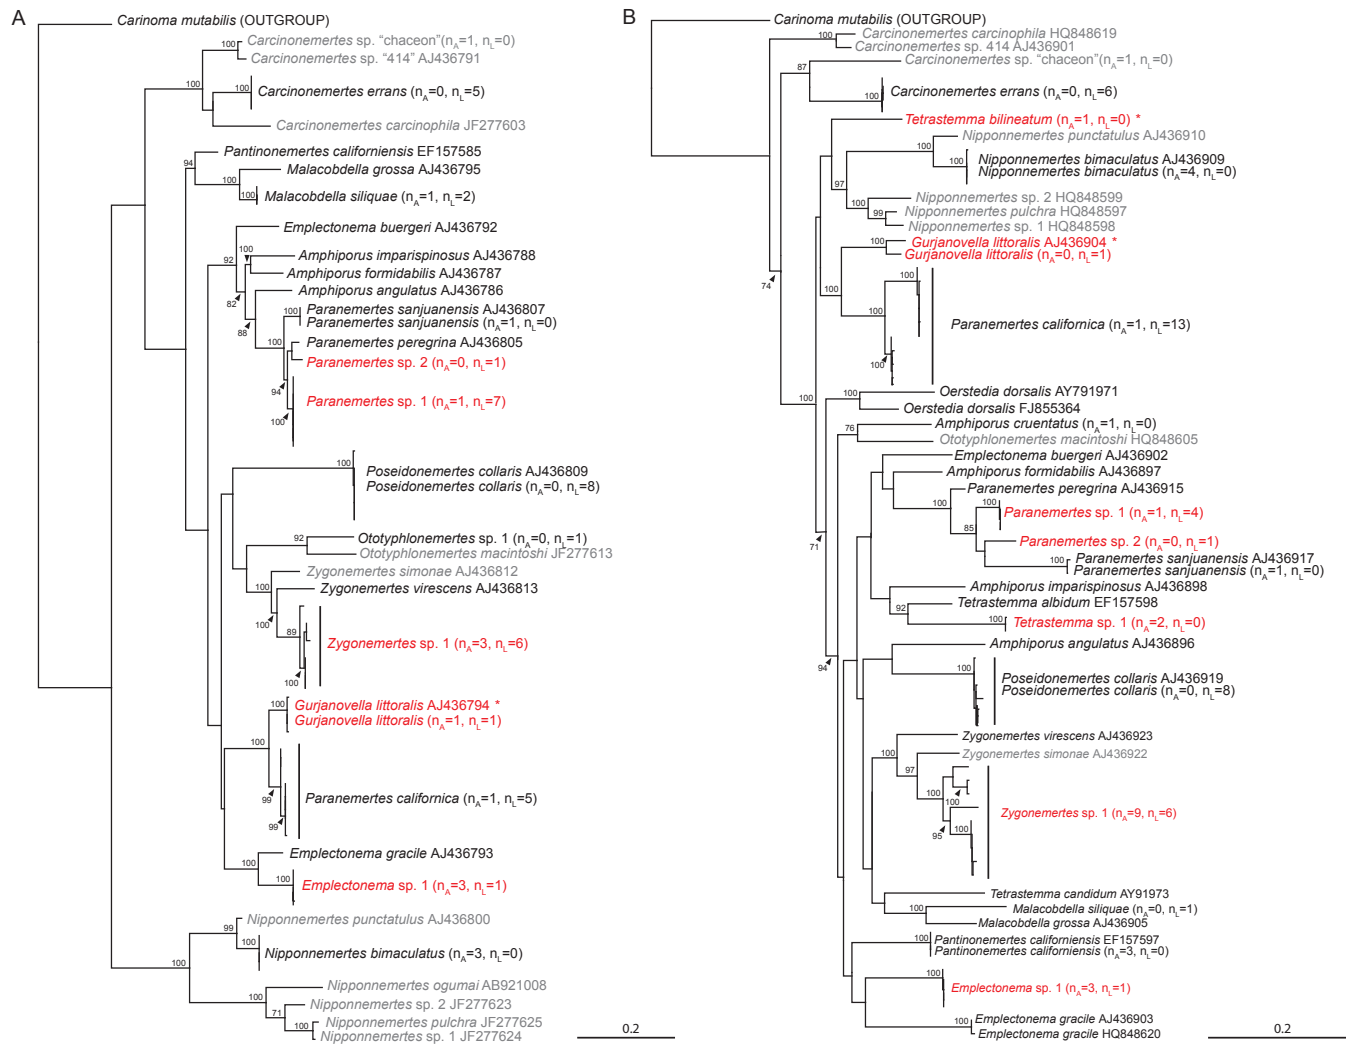 A
Carinoma mutabilis (OUTGROUP)
100
Carcinonemertes sp. "chaceon"(nA=1, nL=0)
Carcinonemertes sp. "414" AJ436791
100
100
Carcinonemertes errans (nA=0, nL=5)
Carcinonemertes carcinophila JF277603
94
Pantinonemertes californiensis EF157585
Malacobdella grossa AJ436795
100
100
Malacobdella siliquae (nA=1, nL=2)
Emplectonema buergeri AJ436792
92
100
Amphiporus imparispinosus AJ436788
Amphiporus formidabilis AJ436787
82
Amphiporus angulatus AJ436786
88
100
Paranemertes sanjuanensis AJ436807
Paranemertes sanjuanensis (nA=1, nL=0)
100
Paranemertes peregrina AJ436805
Paranemertes sp. 2 (nA=0, nL=1)
94
Paranemertes sp. 1 (nA=1, nL=7)
100
100
Poseidonemertes collaris AJ436809
Poseidonemertes collaris (nA=0, nL=8)
92
Ototyphlonemertes sp. 1 (nA=0, nL=1)
Ototyphlonemertes macintoshi JF277613
Zygonemertes simonae AJ436812
100
Zygonemertes virescens AJ436813
100
89
Zygonemertes sp. 1 (nA=3, nL=6)
100
100
Gurjanovella littoralis AJ436794 *
Gurjanovella littoralis (nA=1, nL=1)
100
99
Paranemertes californica (nA=1, nL=5)
99
Emplectonema gracile AJ436793
100
100
Emplectonema sp. 1 (nA=3, nL=1)
Nipponnemertes punctatulus AJ436800
99
100
Nipponnemertes bimaculatus (nA=3, nL=0)
100
Nipponnemertes ogumai AB921008
100
Nipponnemertes sp. 2 JF277623
71
Nipponnemertes pulchra JF277625
100
Nipponnemertes sp. 1 JF277624
0.2
B
Carinoma mutabilis (OUTGROUP)
100
Carcinonemertes carcinophila HQ848619
Carcinonemertes sp. 414 AJ436901
Carcinonemertes sp. "chaceon"(nA=1, nL=0)
87
100
Carcinonemertes errans (nA=0, nL=6)
Tetrastemma bilineatum (nA=1, nL=0) *
Nipponnemertes punctatulus AJ436910
100
100
Nipponnemertes bimaculatus AJ436909
Nipponnemertes bimaculatus (nA=4, nL=0)
97
Nipponnemertes sp. 2 HQ848599
100
99
Nipponnemertes pulchra HQ848597
Nipponnemertes sp. 1 HQ848598
100
Gurjanovella littoralis AJ436904 *
Gurjanovella littoralis (nA=0, nL=1)
74
100
100
100
Paranemertes californica (nA=1, nL=13)
100
100
100
Oerstedia dorsalis AY791971
Oerstedia dorsalis FJ855364
76
Amphiporus cruentatus (nA=1, nL=0)
Ototyphlonemertes macintoshi HQ848605
Emplectonema buergeri AJ436902
Amphiporus formidabilis AJ436897
Paranemertes peregrina AJ436915
100
100
Paranemertes sp. 1 (nA=1, nL=4)
85
Paranemertes sp. 2 (nA=0, nL=1)
71
100
Paranemertes sanjuanensis AJ436917
Paranemertes sanjuanensis (nA=1, nL=0)
Amphiporus imparispinosus AJ436898
92
Tetrastemma albidum EF157598
100
Tetrastemma sp. 1 (nA=2, nL=0)
Amphiporus angulatus AJ436896
94
100
Poseidonemertes collaris AJ436919
Poseidonemertes collaris (nA=0, nL=8)
Zygonemertes virescens AJ436923
100
Zygonemertes simonae AJ436922
97
100
100
Zygonemertes sp. 1 (nA=9, nL=6)
95
100
Tetrastemma candidum AY91973
100
Malacobdella siliquae (nA=0, nL=1)
Malacobdella grossa AJ436905
100
Pantinonemertes californiensis EF157597
Pantinonemertes californiensis (nA=3, nL=0)
100
Emplectonema sp. 1 (nA=3, nL=1)
100
Emplectonema gracile AJ436903
Emplectonema gracile HQ848620
0.2